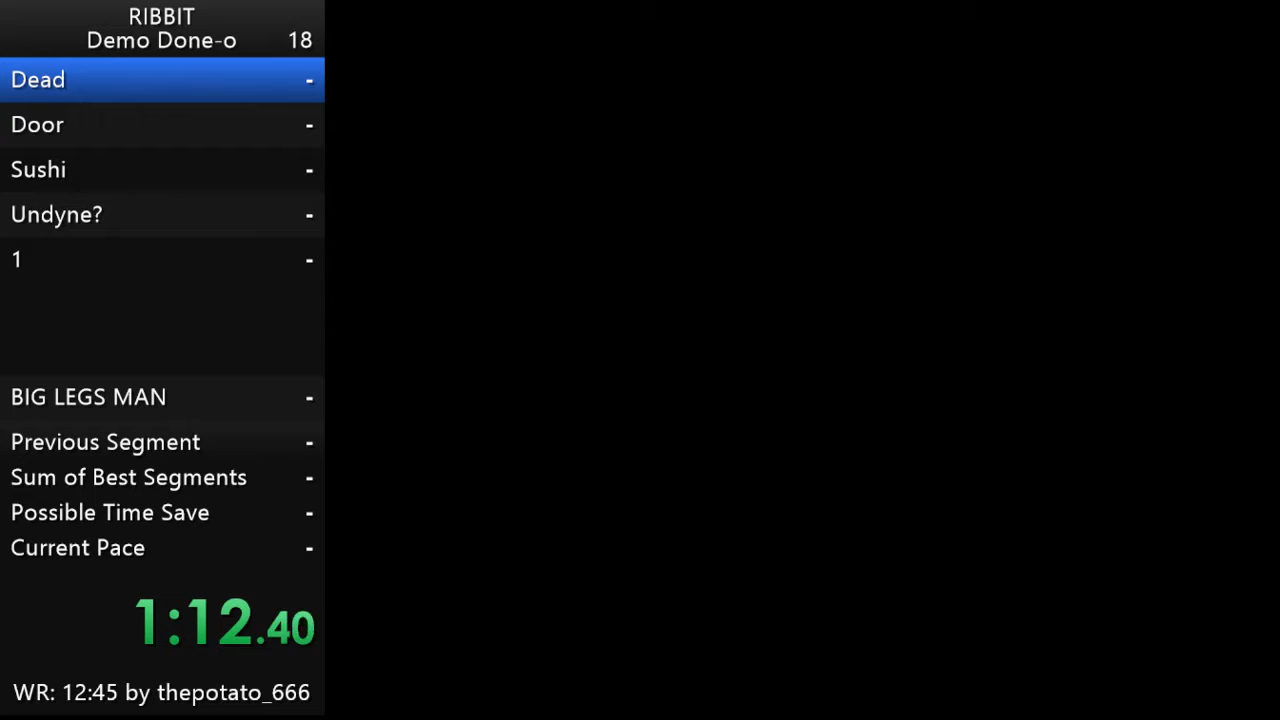 RIBBIT
Demo Done-o 18
Dead -
Door -
Sushi -
Undyne? -
1 -
BIG LEGS MAN -
Previous Segment -
Sum of Best Segments -
Possible Time Save -
Current Pace -
1:12.40
WR: 12:45 by thepotato_666